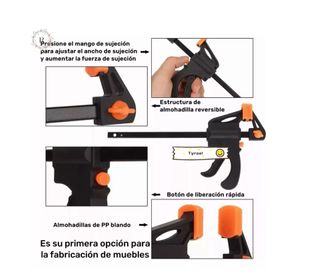 Presione el mango de sujeción
para ajustar el ancho de sujeción
y aumentar la fuerza de sujeción
Estructura de
almohadilla reversible
Tyrael
Botón de liberación rápida
Almohadillas de PP blando
Es su primera opción para
la fabricación de muebles